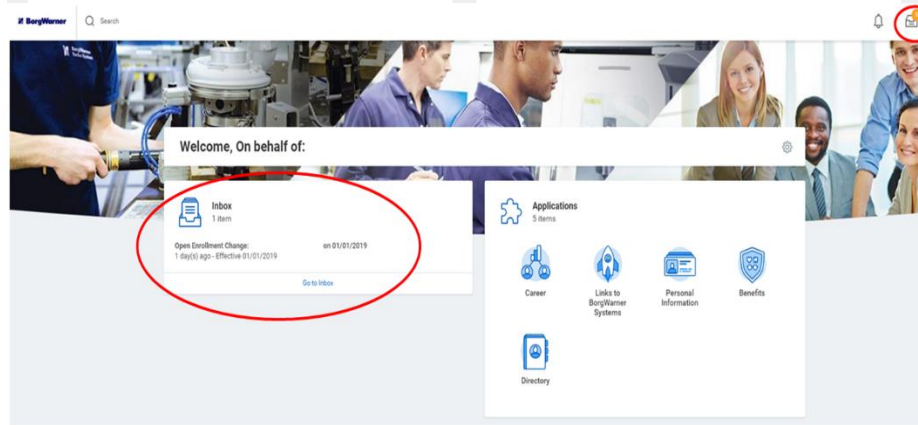 BorgWarner
Search
Welcome, On behalf of:
Inbox
1 item
Open Enrollment Change: on 01/01/2019
1 day(s) ago - Effective 01/01/2019
Go to Inbox
Applications
5 items
Career
Links to
BorgWarner
Systems
Personal
Information
Benefits
Directory